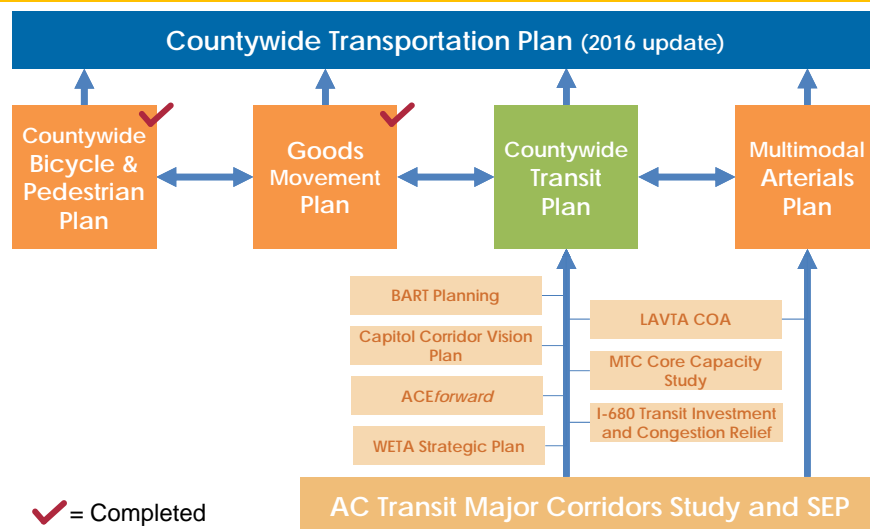 Countywide Transportation Plan (2016 update)
Countywide
Bicycle &
Pedestrian
Plan
Goods
Movement
Plan
Countywide
Transit
Plan
Multimodal
Arterials
Plan
BART Planning
Capitol Corridor Vision
Plan
ACEforward
WETA Strategic Plan
LAVTA COA
MTC Core Capacity
Study
I-680 Transit Investment
and Congestion Relief
AC Transit Major Corridors Study and SEP
= Completed